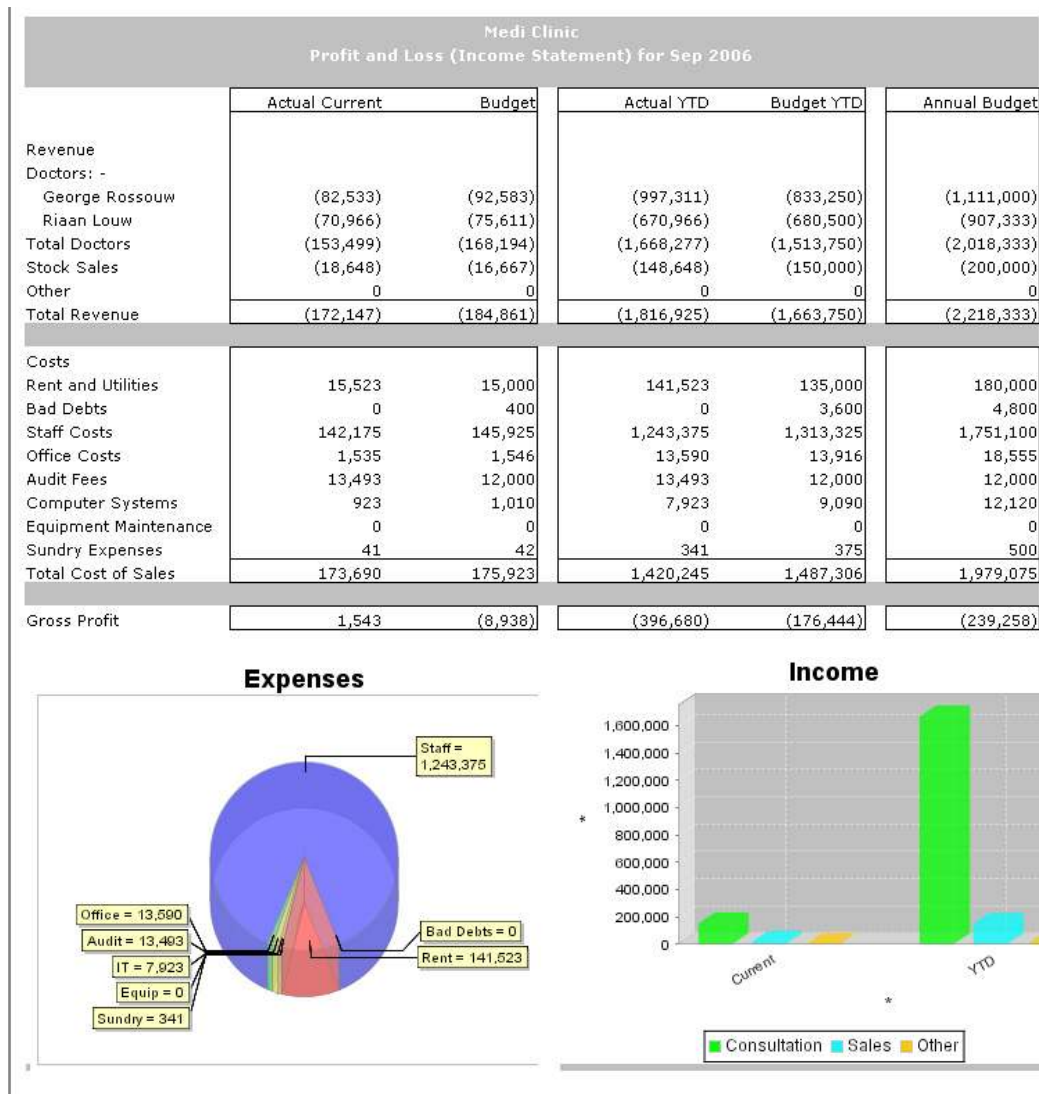 Medi Clinic
Profit and Loss (Income Statement) for Sep 2006
Actual Current Budget Actual YTD Budget YTD Annual Budget
Revenue
Doctors: -
George Rossouw (82,533) (92,583) (997,311) (833,250) (1,111,000)
Riaan Louw (70,966) (75,611) (670,966) (680,500) (907,333)
Total Doctors (153,499) (168,194) (1,668,277) (1,513,750) (2,018,333)
Stock Sales (18,648) (16,667) (148,648) (150,000) (200,000)
Other 0 0 0 0 0
Total Revenue (172,147) (184,861) (1,816,925) (1,663,750) (2,218,333)
Costs
Rent and Utilities 15,523 15,000 141,523 135,000 180,000
Bad Debts 0 400 0 3,600 4,800
Staff Costs 142,175 145,925 1,243,375 1,313,325 1,751,100
Office Costs 1,535 1,546 13,590 13,916 18,555
Audit Fees 13,493 12,000 13,493 12,000 12,000
Computer Systems 923 1,010 7,923 9,090 12,120
Equipment Maintenance 0 0 0 0 0
Sundry Expenses 41 42 341 375 500
Total Cost of Sales 173,690 175,923 1,420,245 1,487,306 1,979,075
Gross Profit 1,543 (8,938) (396,680) (176,444) (239,258)
Expenses
Staff =
1,243,375
Office = 13,590
Audit = 13,493
IT = 7,923
Equip = 0
Sundry = 341
Bad Debts = 0
Rent = 141,523
Income
1,600,000
1,400,000
1,200,000
1,000,000
800,000
600,000
400,000
200,000
0
*
Current YTD
*
Consultation Sales Other